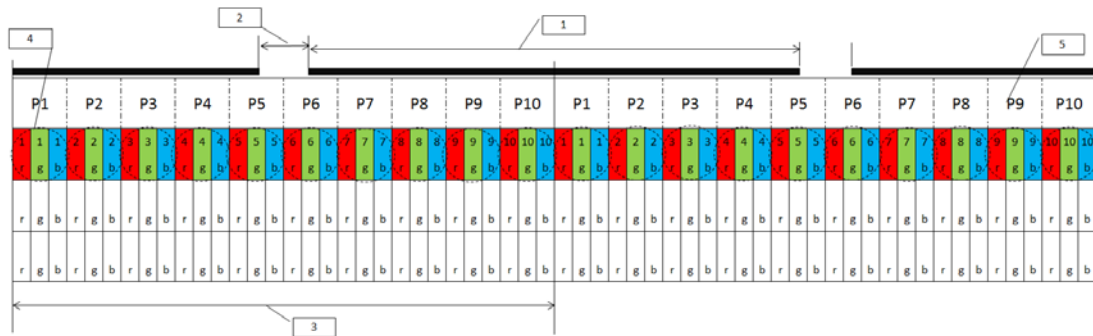 2 1
4 5
P1 P2 P3 P4 P5 P6 P7 P8 P9 P10 P1 P2 P3 P4 P5 P6 P7 P8 P9 P10
1 1 1 2 2 2 3 3 3 4 4 4 5 5 5 6 6 6 7 7 7 8 8 8 9 9 9 10 10 10 1 1 1 2 2 2 3 3 3 4 4 4 5 5 5 6 6 6 7 7 7 8 8 8 9 9 9 10 10 10
r g b r g b r g b r g b r g b r g b r g b r g b r g b r g b r g b r g b r g b r g b r g b r g b r g b r g b r g b r g b
r g b r g b r g b r g b r g b r g b r g b r g b r g b r g b r g b r g b r g b r g b r g b r g b r g b r g b r g b r g b
r g b r g b r g b r g b r g b r g b r g b r g b r g b r g b r g b r g b r g b r g b r g b r g b r g b r g b r g b r g b
3